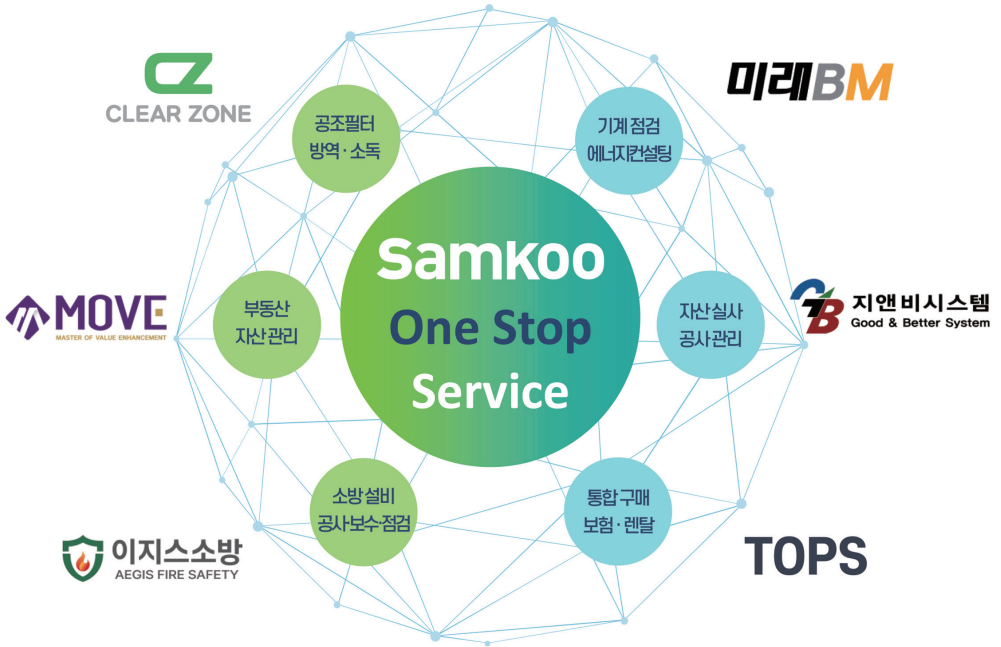 CZ
CLEAR ZONE
공조필터
방역·소독
기계 점검
에너지컨설팅
미래BM
MOVE
MASTER OF VALUE ENHANCEMENT
부동산
자산 관리
Samkoo
One Stop
Service
자산 실사
공사 관리
GTB
지앤비시스템
Good & Better System
이지스소방
AEGIS FIRE SAFETY
소방 설비
공사·보수·점검
통합 구매
보험·렌탈
TOPS